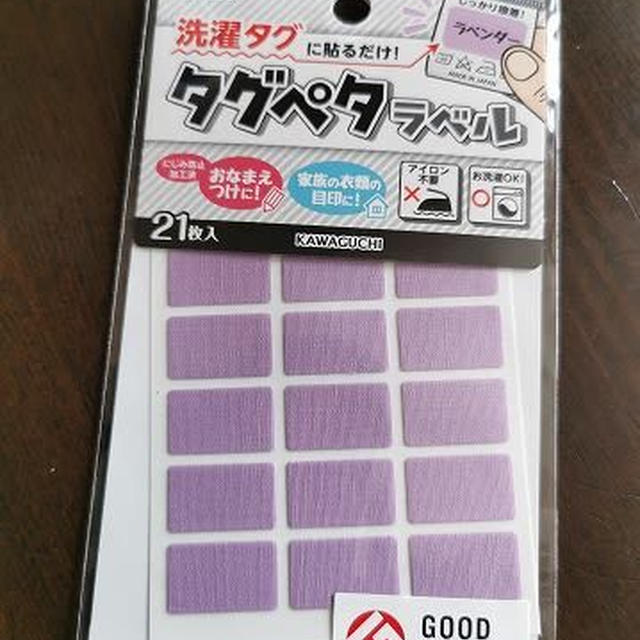 しっかり接着!
ラベンダー
MADE IN JAPAN
洗濯タグ
に貼るだけ!
タグペタラベル
にじみ防止
加工済
おなまえ
つけに!
家族の衣類の
目印に!
アイロン
不要
お洗濯OK!
21枚入
KAWAGUCHI
GOOD